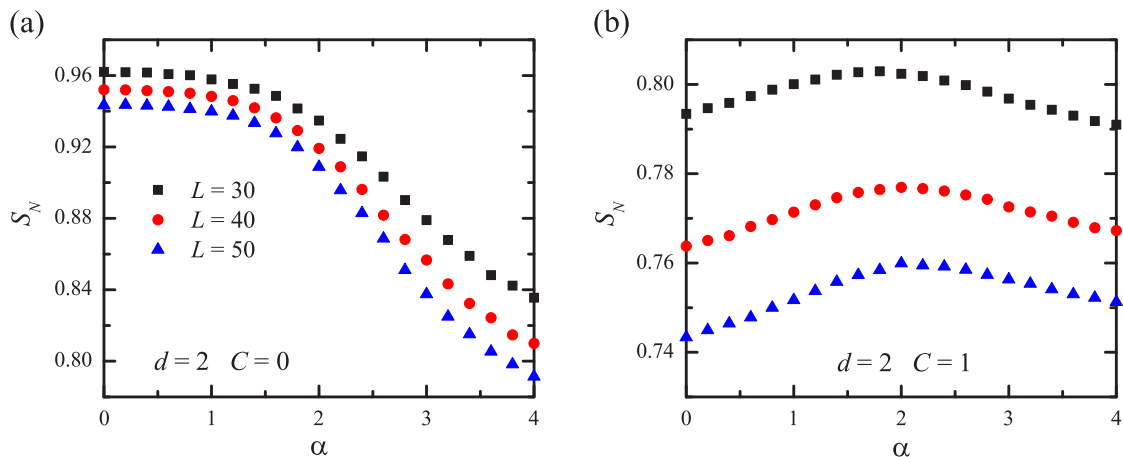 (a)
0.96
0.92
0.88
0.84
0.80
S_N
L = 30
L = 40
L = 50
d = 2 C = 0
0 1 2 3 4
α
(b)
0.80
0.78
0.76
0.74
S_N
d = 2 C = 1
0 1 2 3 4
α